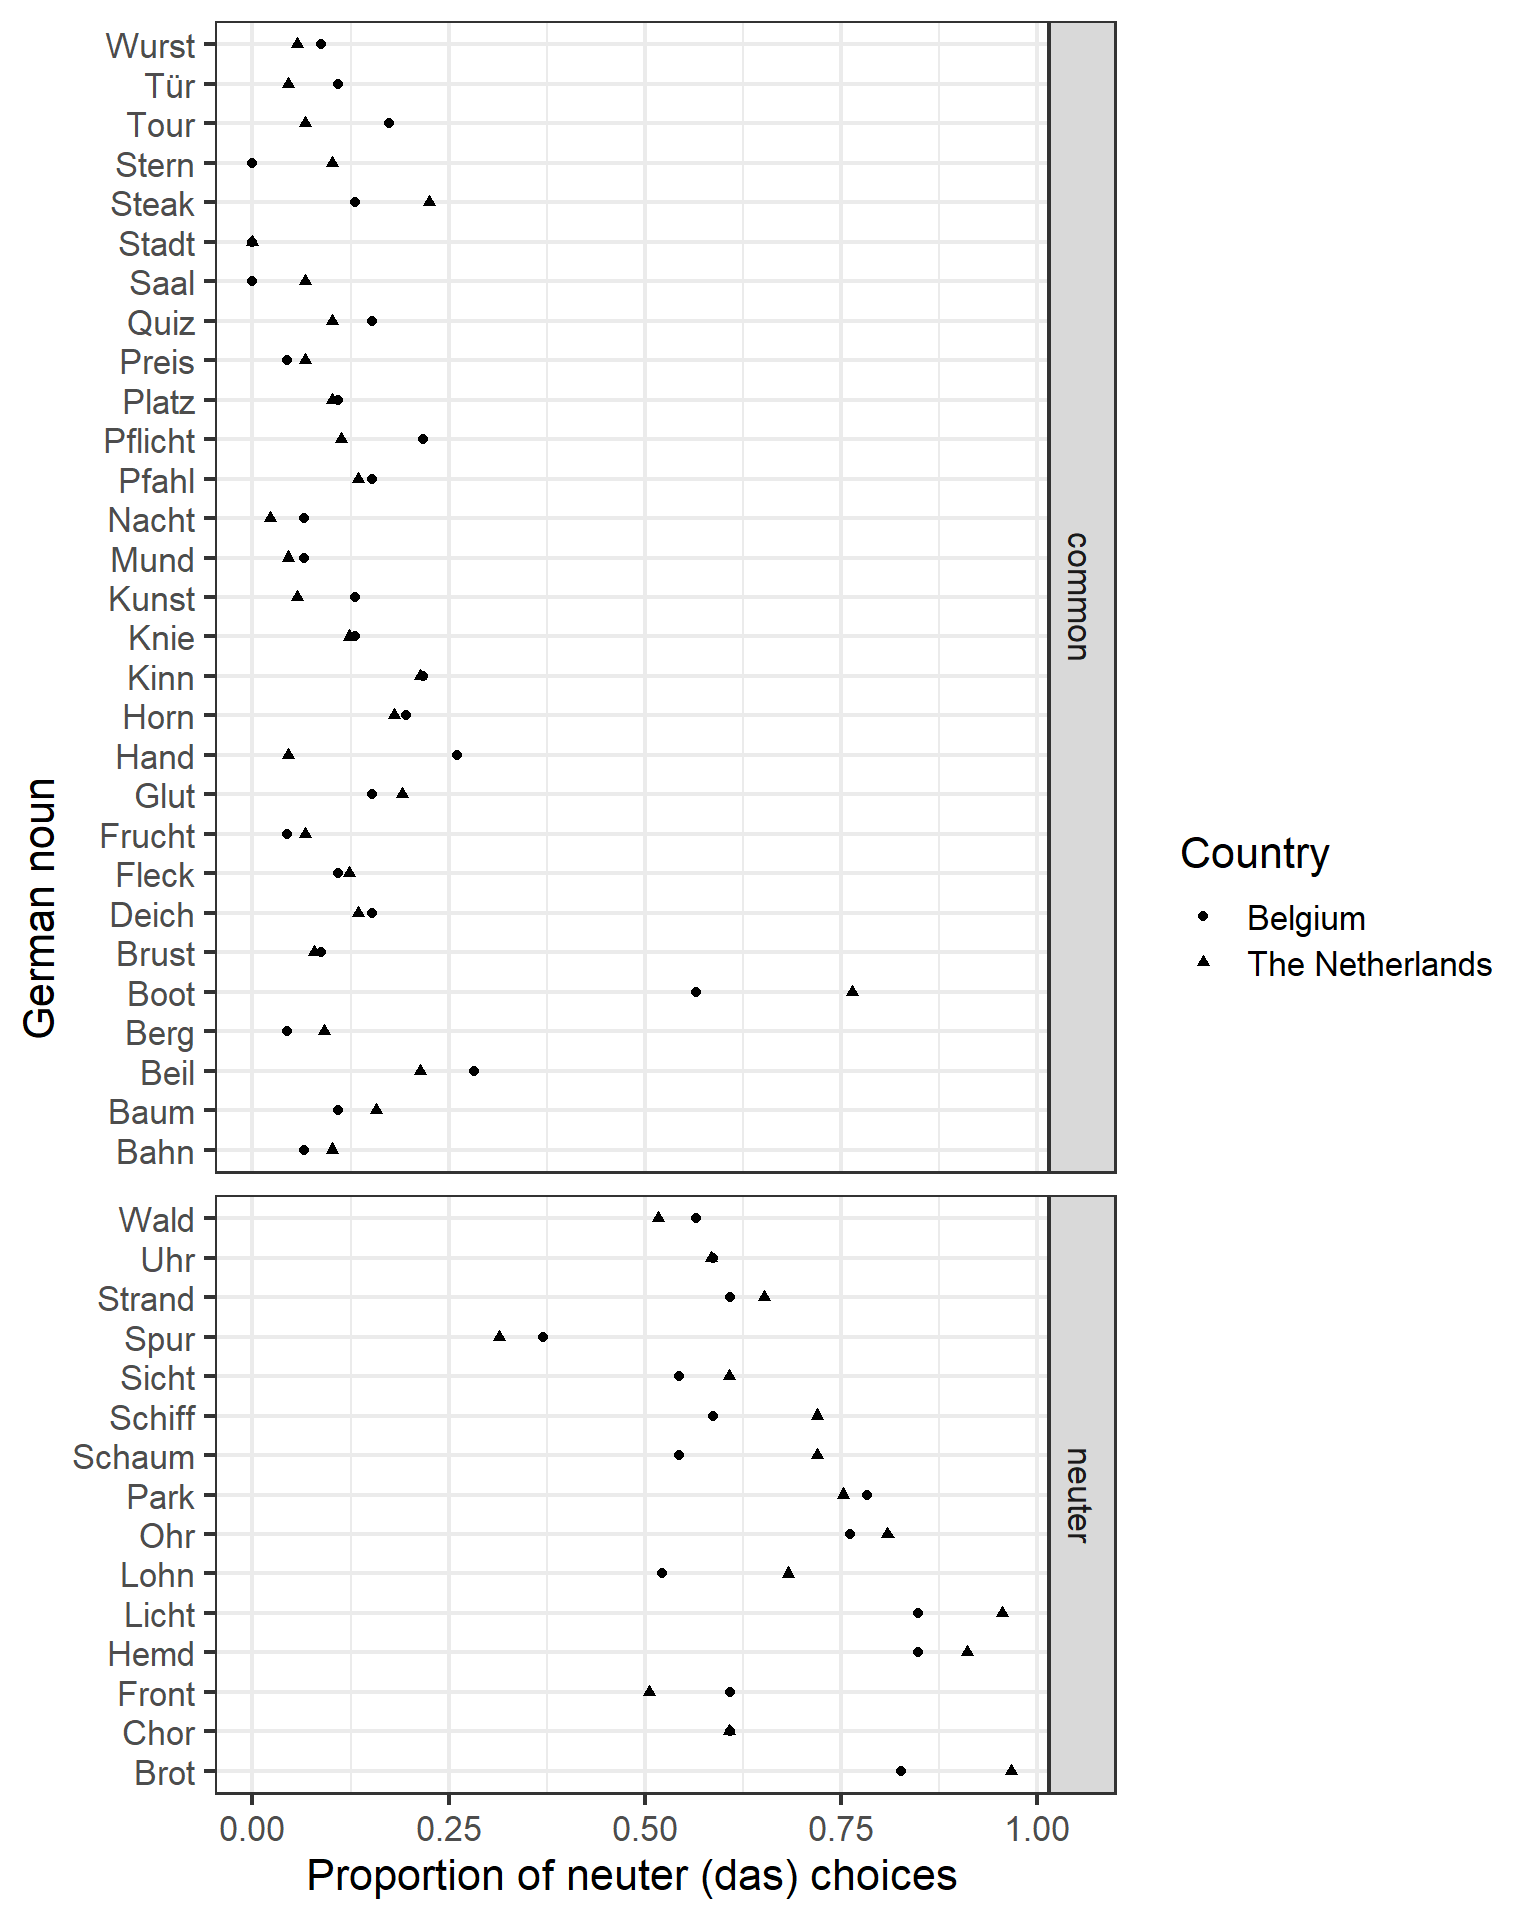 Wurst
Tür
Tour
Stern
Steak
Stadt
Saal
Quiz
Preis
Platz
Pflicht
Pfahl
Nacht
Mund
Kunst
Knie
Kinn
Horn
Hand
Glut
Frucht
Fleck
Deich
Brust
Boot
Berg
Beil
Baum
Bahn
common
Wald
Uhr
Strand
Spur
Sicht
Schiff
Schaum
Park
Ohr
Lohn
Licht
Hemd
Front
Chor
Brot
neuter
0.00 0.25 0.50 0.75 1.00
Proportion of neuter (das) choices
German noun
Country
Belgium
The Netherlands